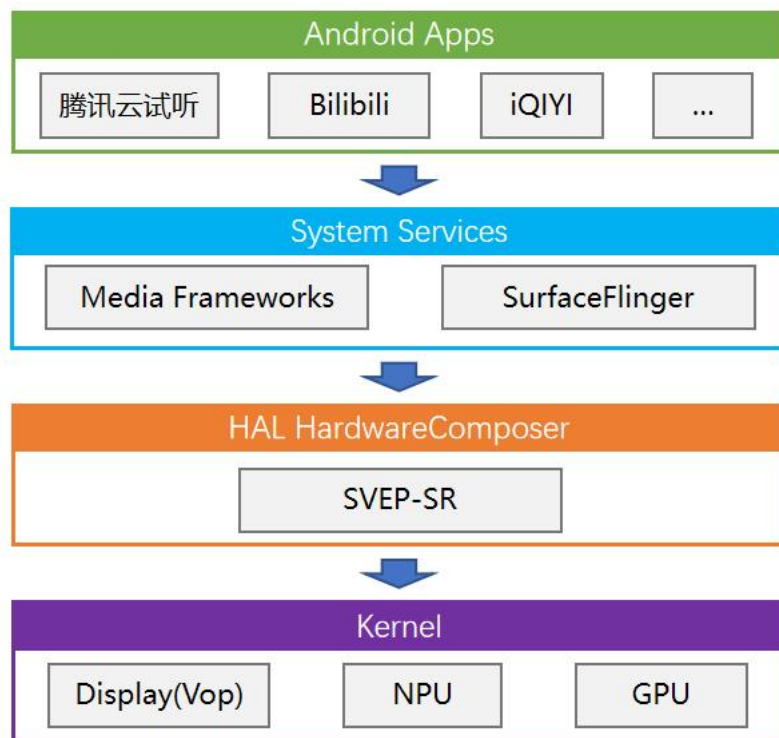 Android Apps
腾讯云试听 Bilibili iQIYI ...
System Services
Media Frameworks SurfaceFlinger
HAL HardwareComposer
SVEP-SR
Kernel
Display(Vop) NPU GPU